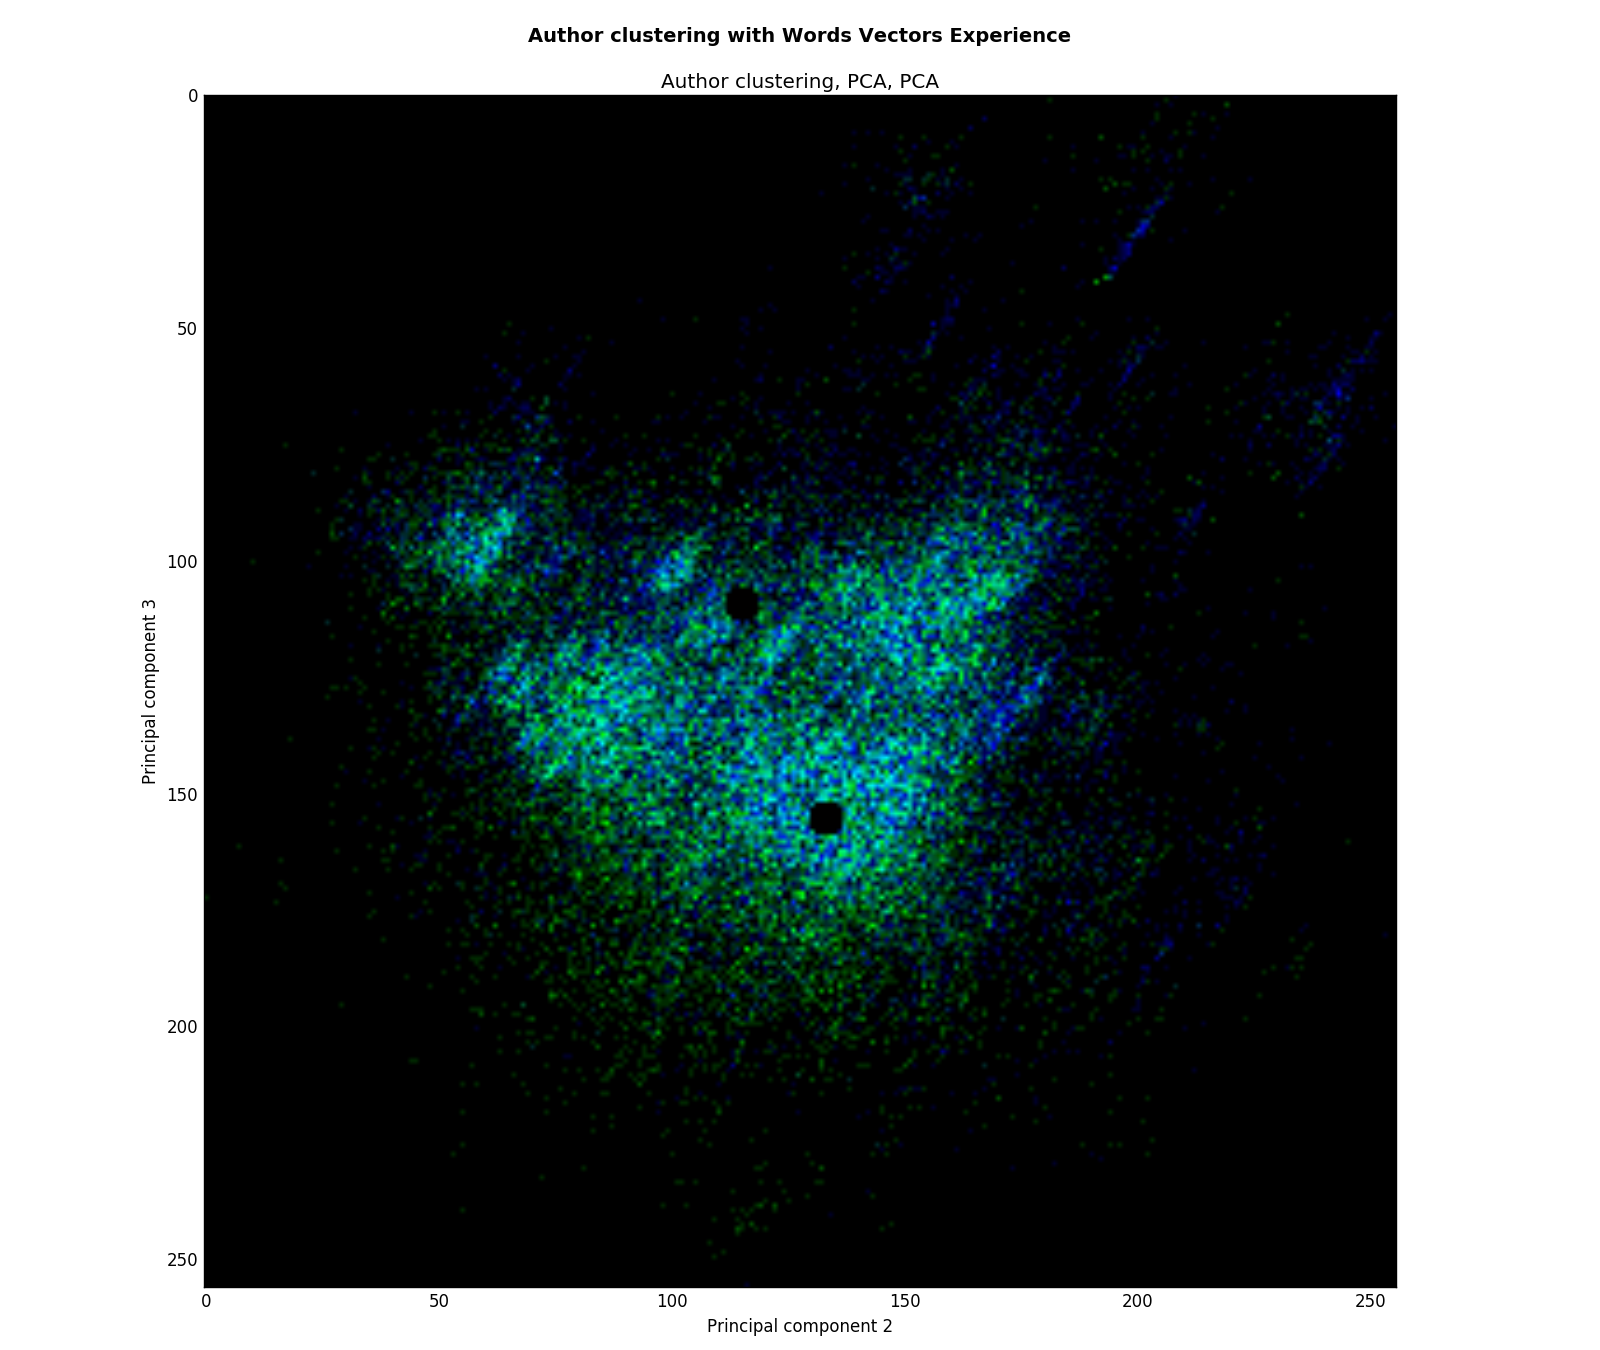 Author clustering with Words Vectors Experience
Author clustering, PCA, PCA
0
50
100
150
200
250
Principal component 3
0 50 100 150 200 250
Principal component 2